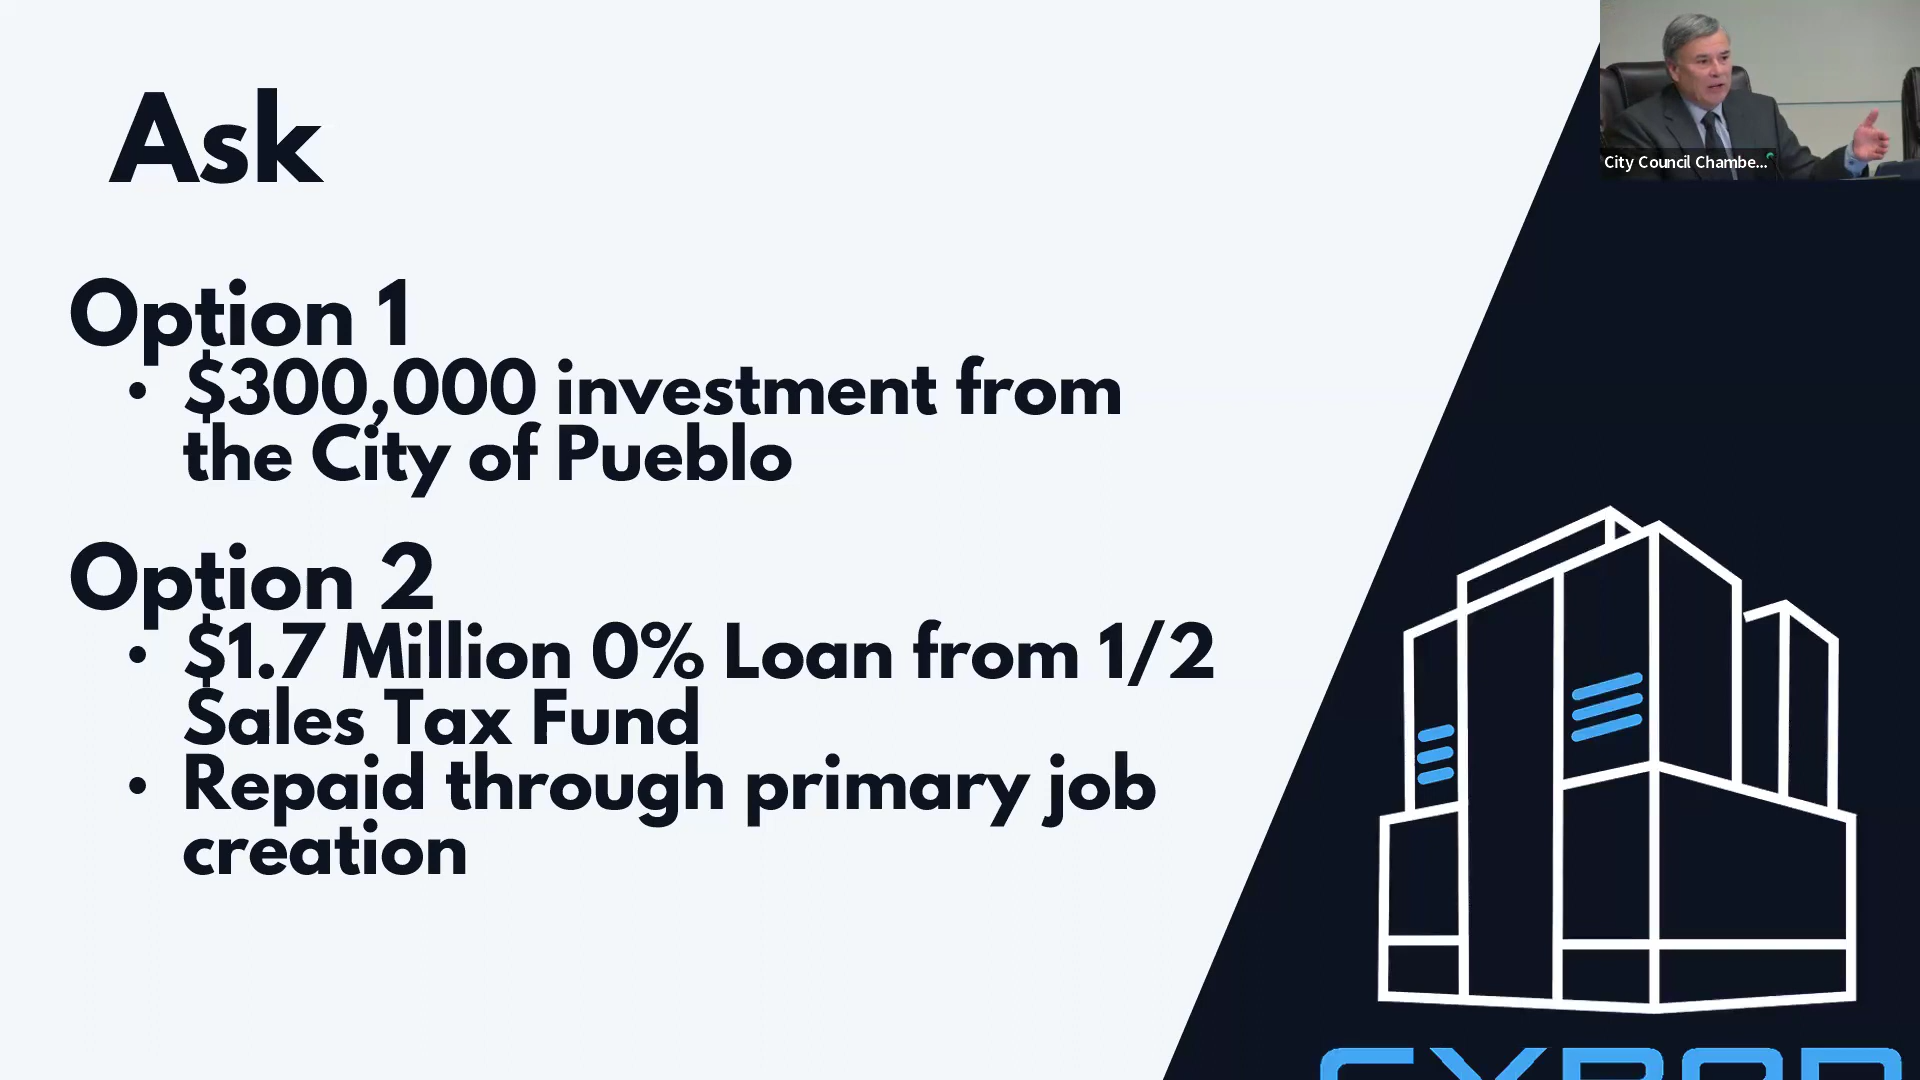 Ask
Option 1
• $300,000 investment from
the City of Pueblo
Option 2
• $1.7 Million 0% Loan from 1/2
Sales Tax Fund
• Repaid through primary job
creation
City Council Chambe...